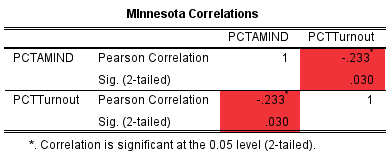 MInnesota Correlations
PCTAMIND PCTTurnout
PCTAMIND Pearson Correlation 1 -.233*
Sig. (2-tailed) .030
PCTTurnout Pearson Correlation -.233* 1
Sig. (2-tailed) .030
*. Correlation is significant at the 0.05 level (2-tailed).